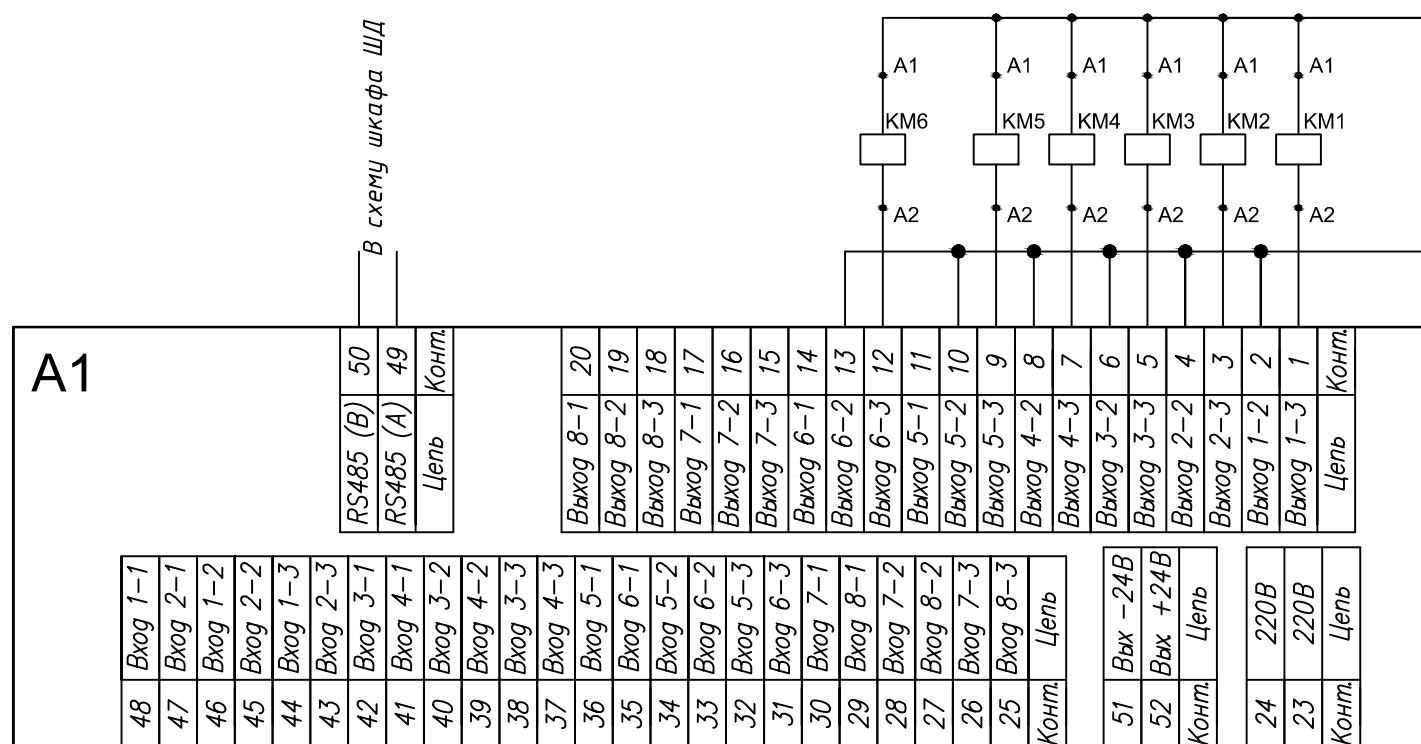 В схему шкафа ШД
A1 A1 A1 A1 A1 A1
KM6 KM5 KM4 KM3 KM2 KM1
A2 A2 A2 A2 A2 A2
A1
50 49 Конт.
RS485 (B) RS485 (A) Цепь
20 19 18 17 16 15 14 13 12 11 10 9 8 7 6 5 4 3 2 1 Конт.
Выход 8-1 Выход 8-2 Выход 8-3 Выход 7-1 Выход 7-2 Выход 7-3 Выход 6-1 Выход 6-2 Выход 6-3 Выход 5-1 Выход 5-2 Выход 5-3 Выход 4-2 Выход 4-3 Выход 3-2 Выход 3-3 Выход 2-2 Выход 2-3 Выход 1-2 Выход 1-3 Цепь
Вход 1-1 Вход 2-1 Вход 1-2 Вход 2-2 Вход 1-3 Вход 2-3 Вход 3-1 Вход 4-1 Вход 3-2 Вход 4-2 Вход 3-3 Вход 4-3 Вход 5-1 Вход 6-1 Вход 5-2 Вход 6-2 Вход 5-3 Вход 6-3 Вход 7-1 Вход 8-1 Вход 7-2 Вход 8-2 Вход 7-3 Вход 8-3 Цепь
48 47 46 45 44 43 42 41 40 39 38 37 36 35 34 33 32 31 30 29 28 27 26 25 Конт.
Вых -24В Вых +24В Цепь
51 52 Конт.
220В 220В Цепь
24 23 Конт.